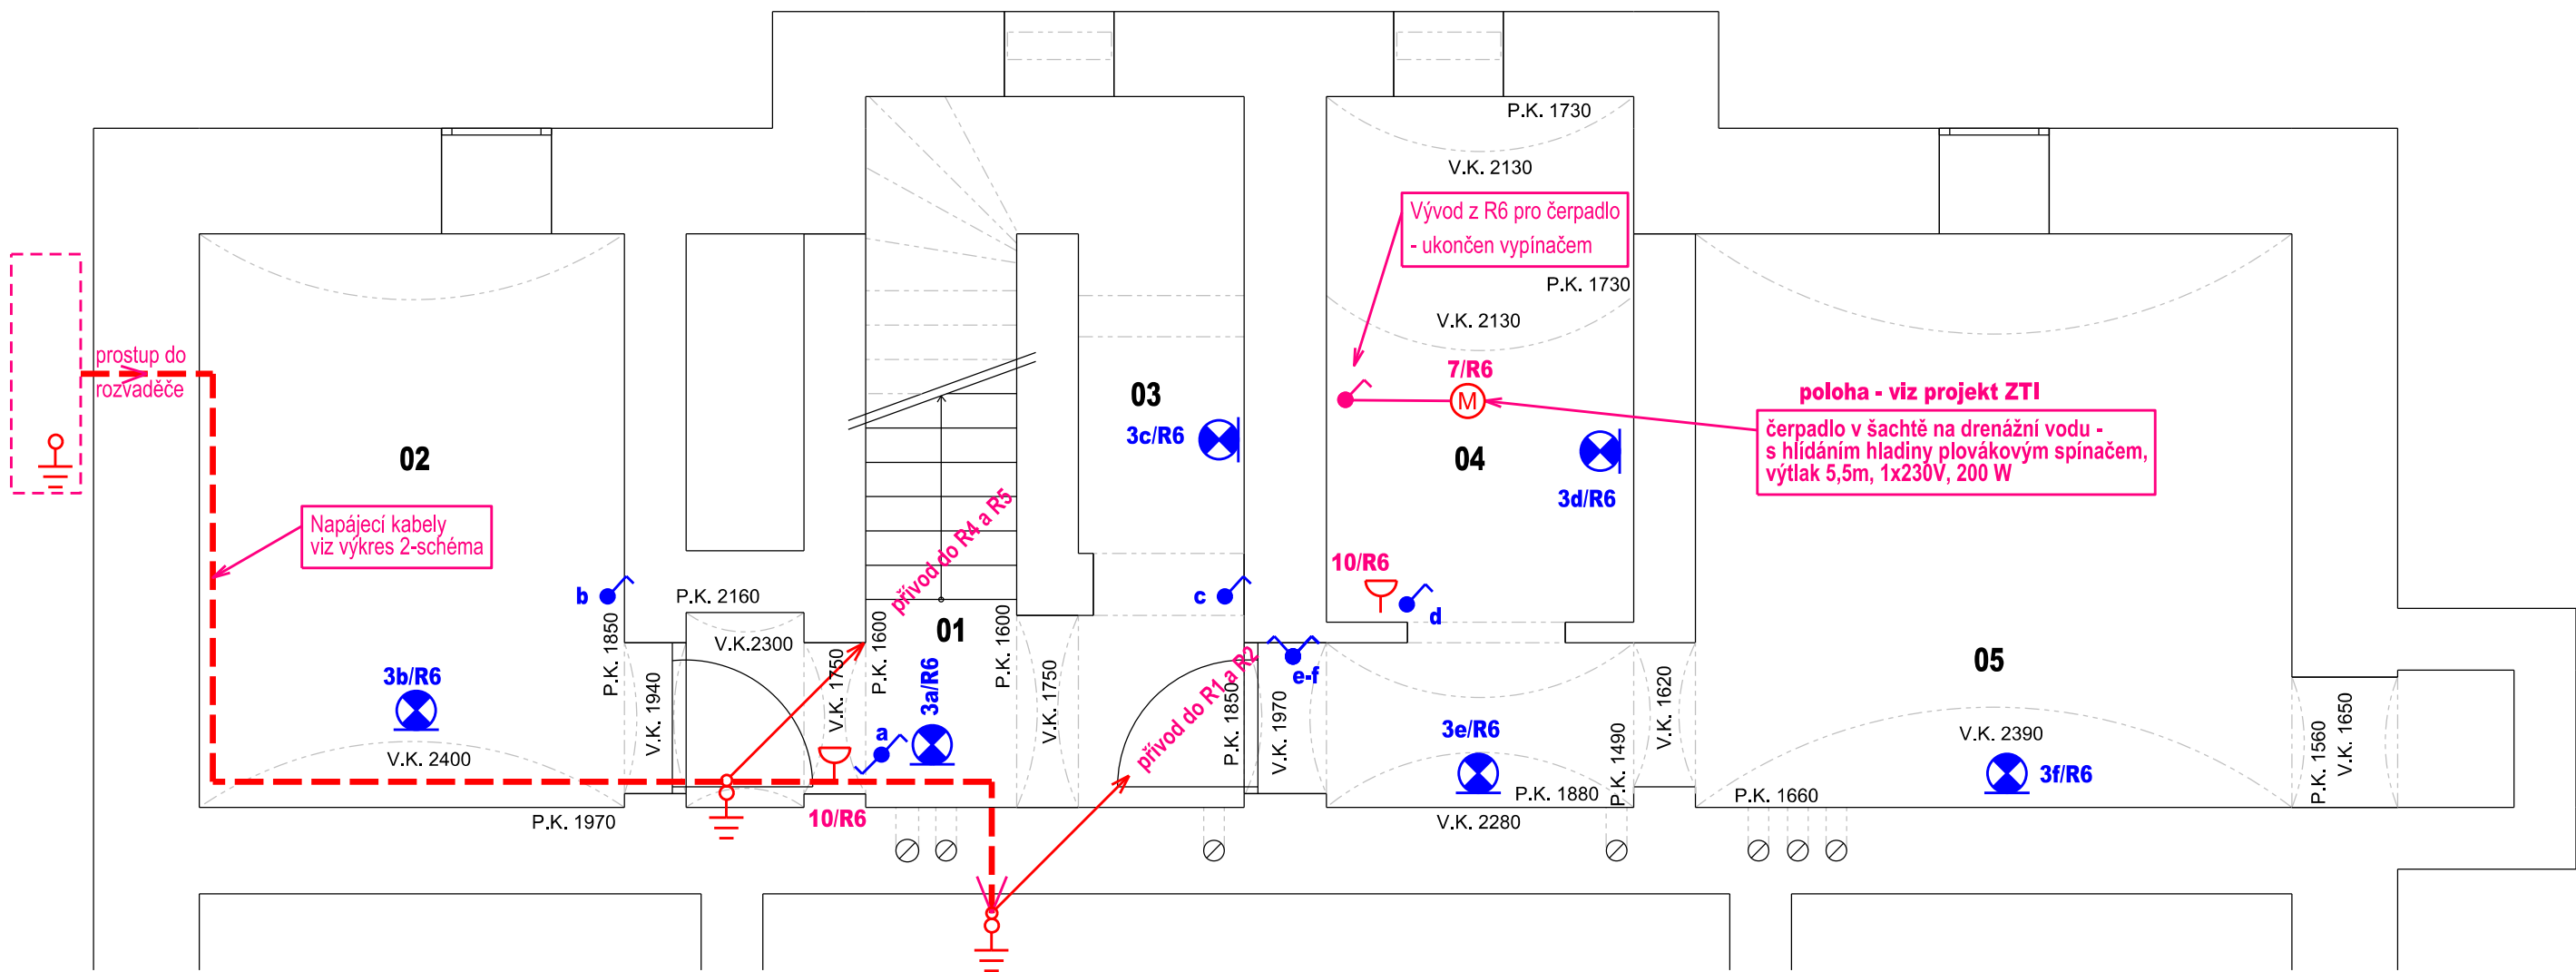 P.K. 1730
V.K. 2130
Vývod z R6 pro čerpadlo
- ukončen vypínačem
P.K. 1730
V.K. 2130
prostup do
rozvaděče
7/R6
M
03
3c/R6
poloha - viz projekt ZTI
čerpadlo v šachtě na drenážní vodu -
s hlídáním hladiny plovákovým spínačem,
výtlak 5,5m, 1x230V, 200 W
02
04
3d/R6
Napájecí kabely
viz výkres 2-schéma
přívod do R4 a R5
10/R6
b
P.K. 2160
c
d
P.K. 1850
V.K.2300
P.K. 1600
01
P.K. 1600
e-f
05
3b/R6
V.K. 1940
V.K. 1750
3a/R6
V.K. 1750
přívod do R1 a R2
P.K. 1850
V.K. 1970
V.K. 1620
a
3e/R6
P.K. 1490
V.K. 2390
P.K. 1560
V.K. 1650
V.K. 2400
3f/R6
P.K. 1880
P.K. 1660
P.K. 1970
10/R6
V.K. 2280